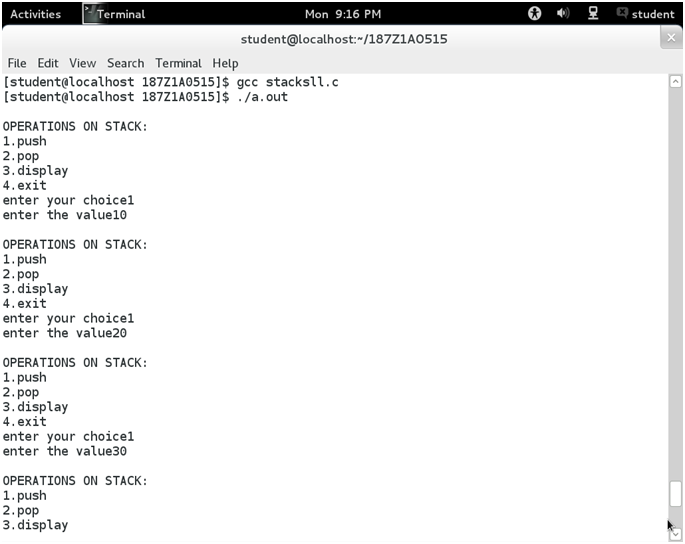 Activities Terminal Mon 9:16 PM student
student@localhost:~/187Z1A0515
File Edit View Search Terminal Help
[student@localhost 187Z1A0515]$ gcc stacksll.c
[student@localhost 187Z1A0515]$ ./a.out
OPERATIONS ON STACK:
1.push
2.pop
3.display
4.exit
enter your choice1
enter the value10
OPERATIONS ON STACK:
1.push
2.pop
3.display
4.exit
enter your choice1
enter the value20
OPERATIONS ON STACK:
1.push
2.pop
3.display
4.exit
enter your choice1
enter the value30
OPERATIONS ON STACK:
1.push
2.pop
3.display